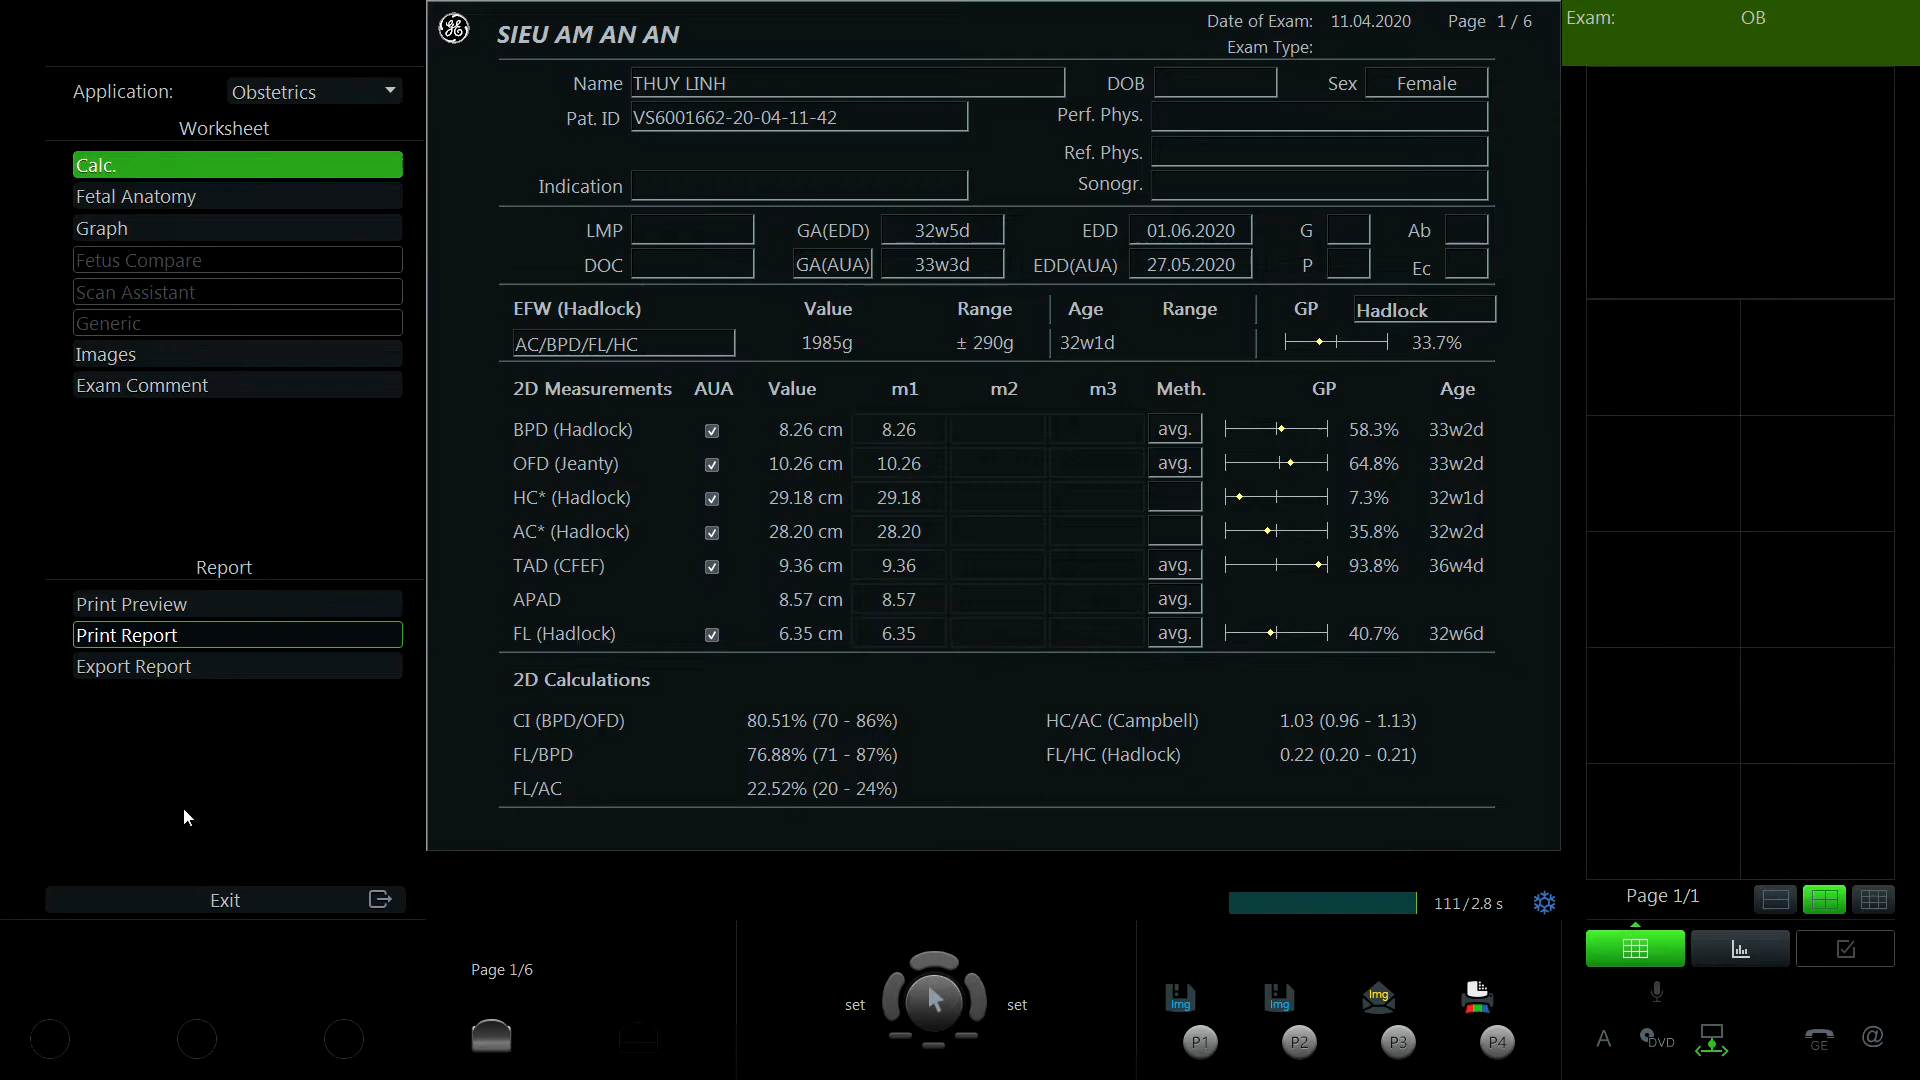 SIEU AM AN AN
Date of Exam: 11.04.2020 Page 1 / 6
Exam Type:
Exam: OB
Application: Obstetrics
Worksheet
Calc.
Fetal Anatomy
Graph
Fetus Compare
Scan Assistant
Generic
Images
Exam Comment
Report
Print Preview
Print Report
Export Report
Exit
Name THUY LINH DOB Sex Female
Pat. ID VS6001662-20-04-11-42 Perf. Phys.
Ref. Phys.
Indication Sonogr.
LMP GA(EDD) 32w5d EDD 01.06.2020 G Ab
DOC GA(AUA) 33w3d EDD(AUA) 27.05.2020 P Ec
EFW (Hadlock) Value Range Age Range GP Hadlock
AC/BPD/FL/HC 1985g ± 290g 32w1d 33.7%
2D Measurements AUA Value m1 m2 m3 Meth. GP Age
BPD (Hadlock) 8.26 cm 8.26 avg. 58.3% 33w2d
OFD (Jeanty) 10.26 cm 10.26 avg. 64.8% 33w2d
HC* (Hadlock) 29.18 cm 29.18 7.3% 32w1d
AC* (Hadlock) 28.20 cm 28.20 35.8% 32w2d
TAD (CFEF) 9.36 cm 9.36 avg. 93.8% 36w4d
APAD 8.57 cm 8.57 avg.
FL (Hadlock) 6.35 cm 6.35 avg. 40.7% 32w6d
2D Calculations
CI (BPD/OFD) 80.51% (70 - 86%) HC/AC (Campbell) 1.03 (0.96 - 1.13)
FL/BPD 76.88% (71 - 87%) FL/HC (Hadlock) 0.22 (0.20 - 0.21)
FL/AC 22.52% (20 - 24%)
111/2.8 s
Page 1/1
Page 1/6
set set
Img Img Img
P1 P2 P3 P4
A DVD GE @